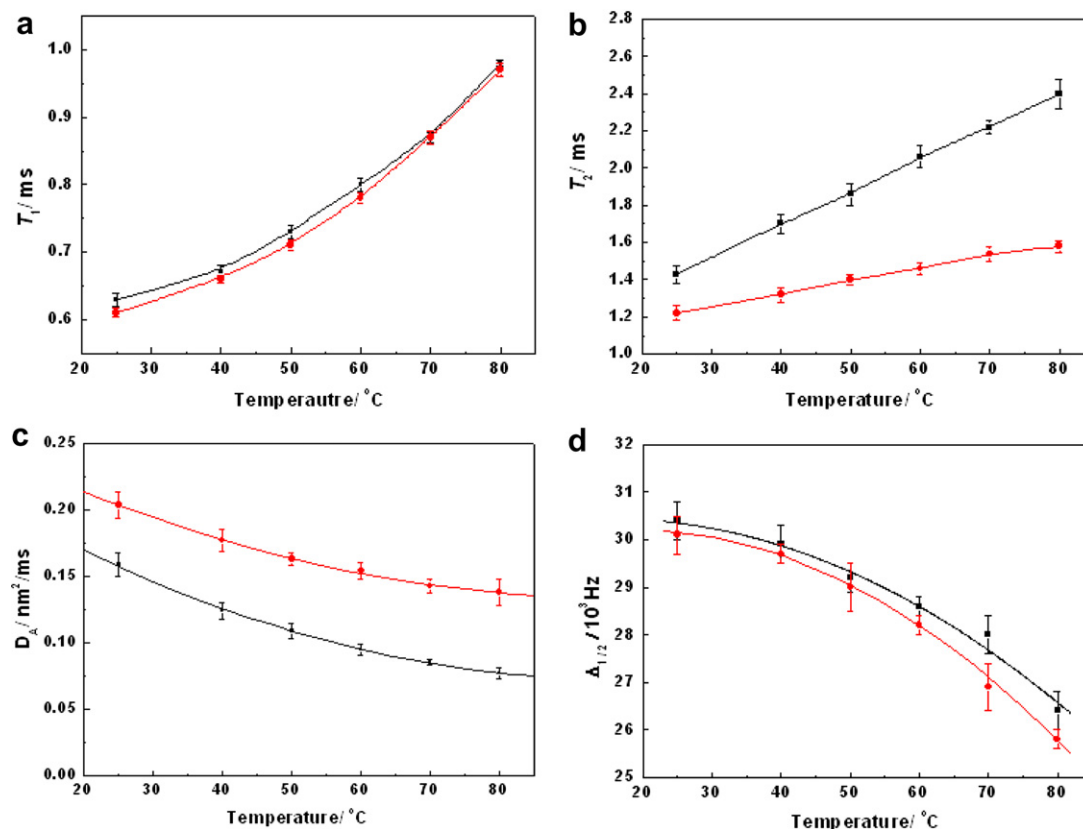 a
T1/ ms
1.0
0.9
0.8
0.7
0.6
20 30 40 50 60 70 80
Temperautre/ °C
b
T2/ ms
2.8
2.6
2.4
2.2
2.0
1.8
1.6
1.4
1.2
1.0
20 30 40 50 60 70 80
Temperature/ °C
c
DA/ nm²/ms
0.25
0.20
0.15
0.10
0.05
0.00
20 30 40 50 60 70 80
Temperature/ °C
d
Δ1/2 /10³Hz
32
31
30
29
28
27
26
25
20 30 40 50 60 70 80
Temperature/ °C